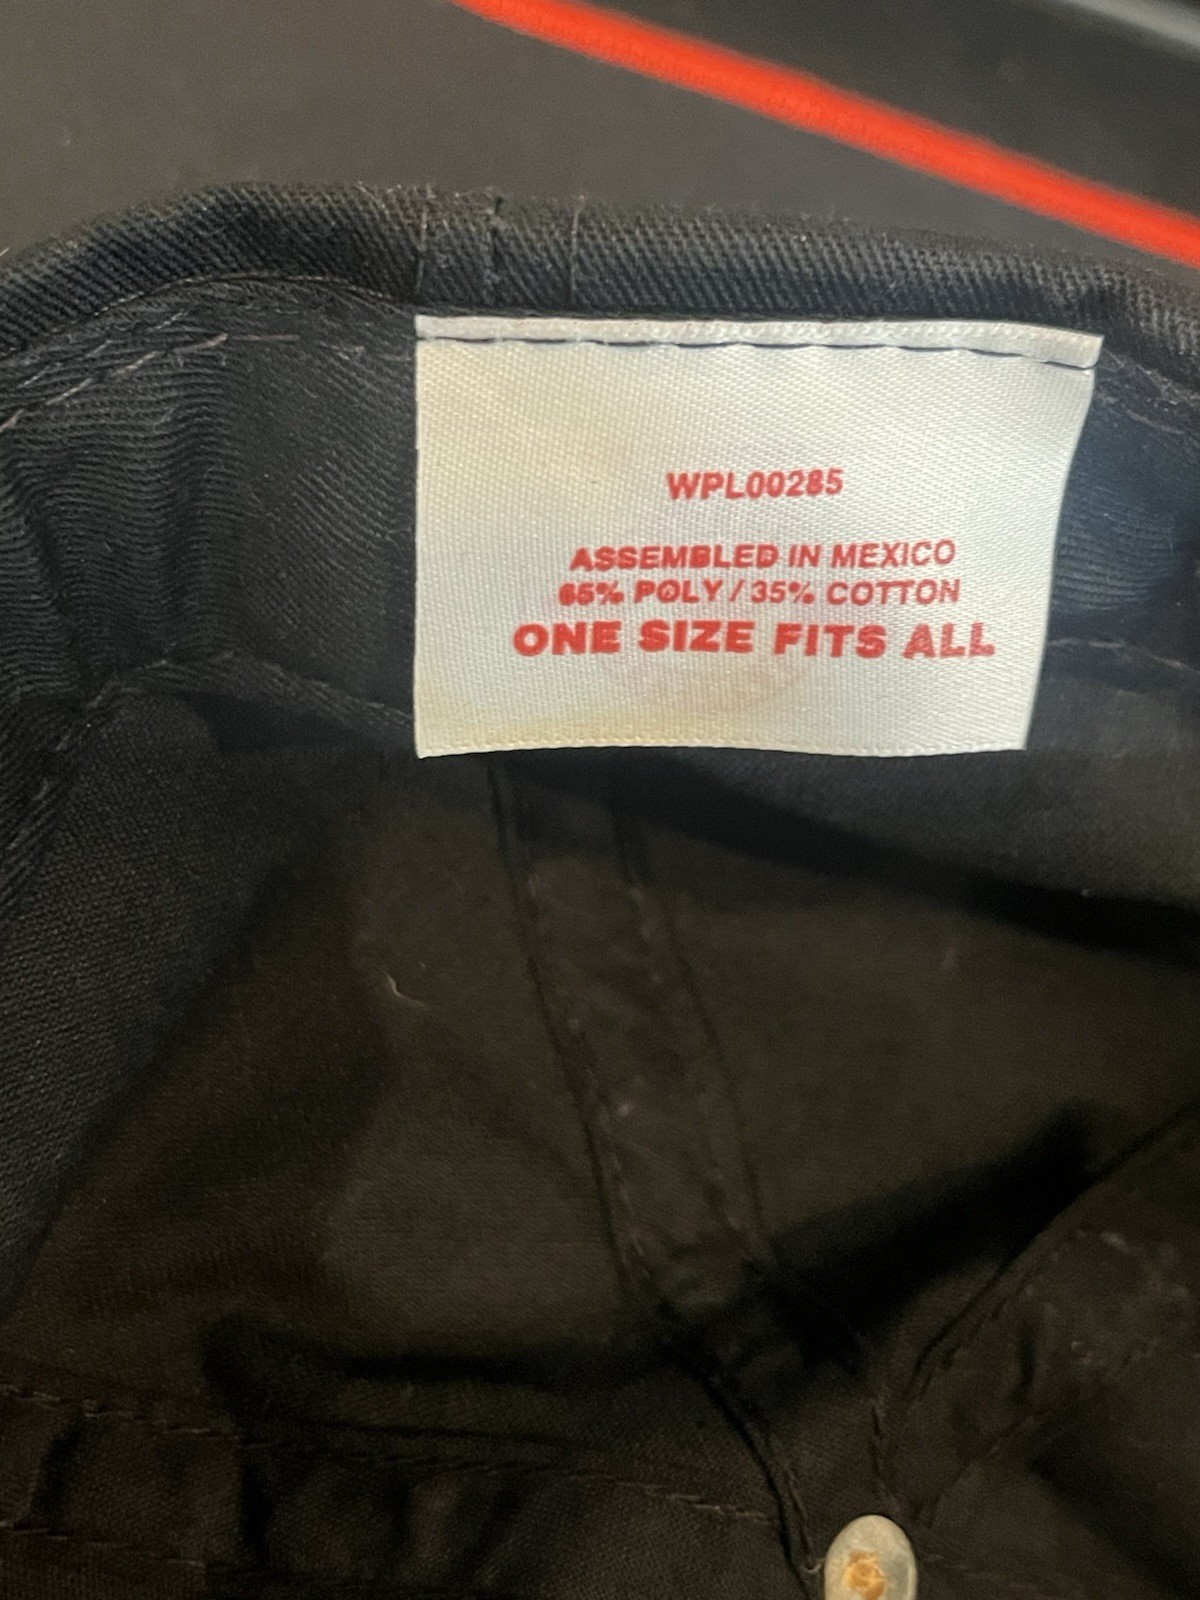 WPL00285
ASSEMBLED IN MEXICO
65% POLY / 35% COTTON
ONE SIZE FITS ALL